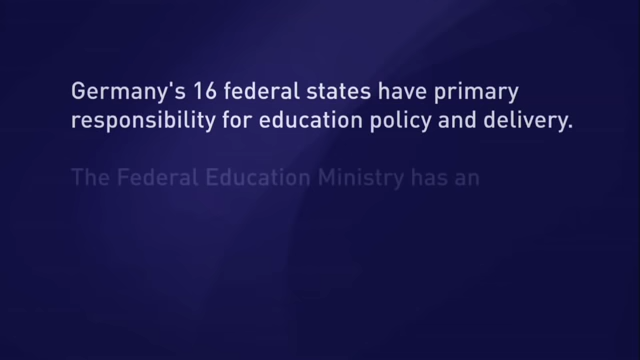 Germany's 16 federal states have primary
responsibility for education policy and delivery.
The Federal Education Ministry has an